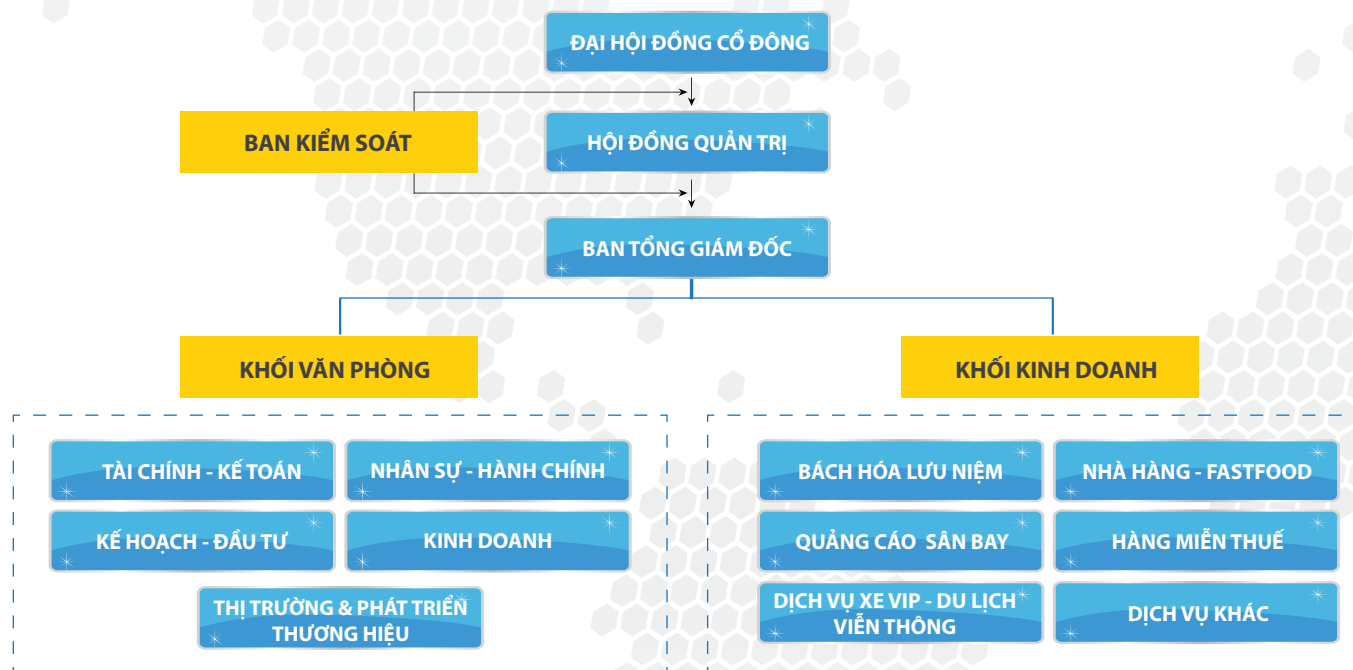 ĐẠI HỘI ĐỒNG CỔ ĐÔNG
BAN KIỂM SOÁT
HỘI ĐỒNG QUẢN TRỊ
BAN TỔNG GIÁM ĐỐC
KHỐI VĂN PHÒNG
KHỐI KINH DOANH
TÀI CHÍNH - KẾ TOÁN
NHÂN SỰ - HÀNH CHÍNH
KẾ HOẠCH - ĐẦU TƯ
KINH DOANH
THỊ TRƯỜNG & PHÁT TRIỂN
THƯƠNG HIỆU
BÁCH HÓA LƯU NIỆM
NHÀ HÀNG - FASTFOOD
QUẢNG CÁO SÂN BAY
HÀNG MIỄN THUẾ
DỊCH VỤ XE VIP - DU LỊCH
VIỄN THÔNG
DỊCH VỤ KHÁC